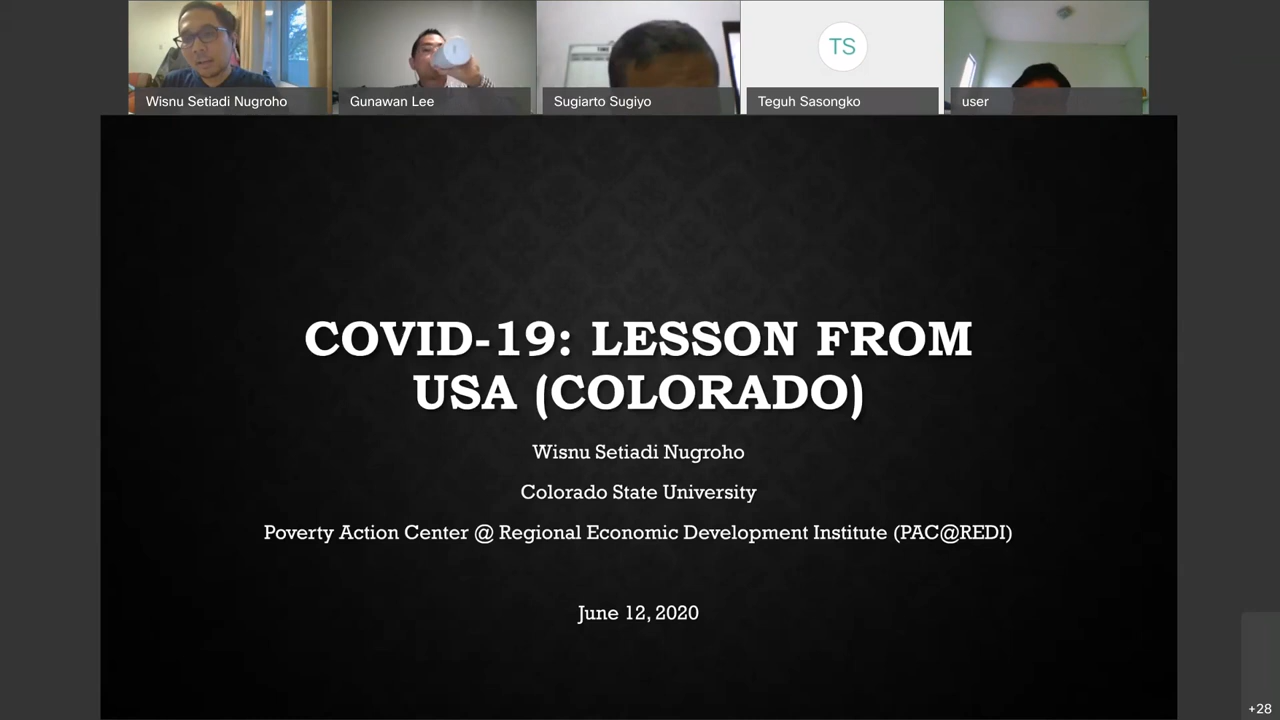 Wisnu Setiadi Nugroho
Gunawan Lee
Sugiarto Sugiyo
TS
Teguh Sasongko
user
COVID-19: LESSON FROM
USA (COLORADO)
Wisnu Setiadi Nugroho
Colorado State University
Poverty Action Center @ Regional Economic Development Institute (PAC@REDI)
June 12, 2020
+28